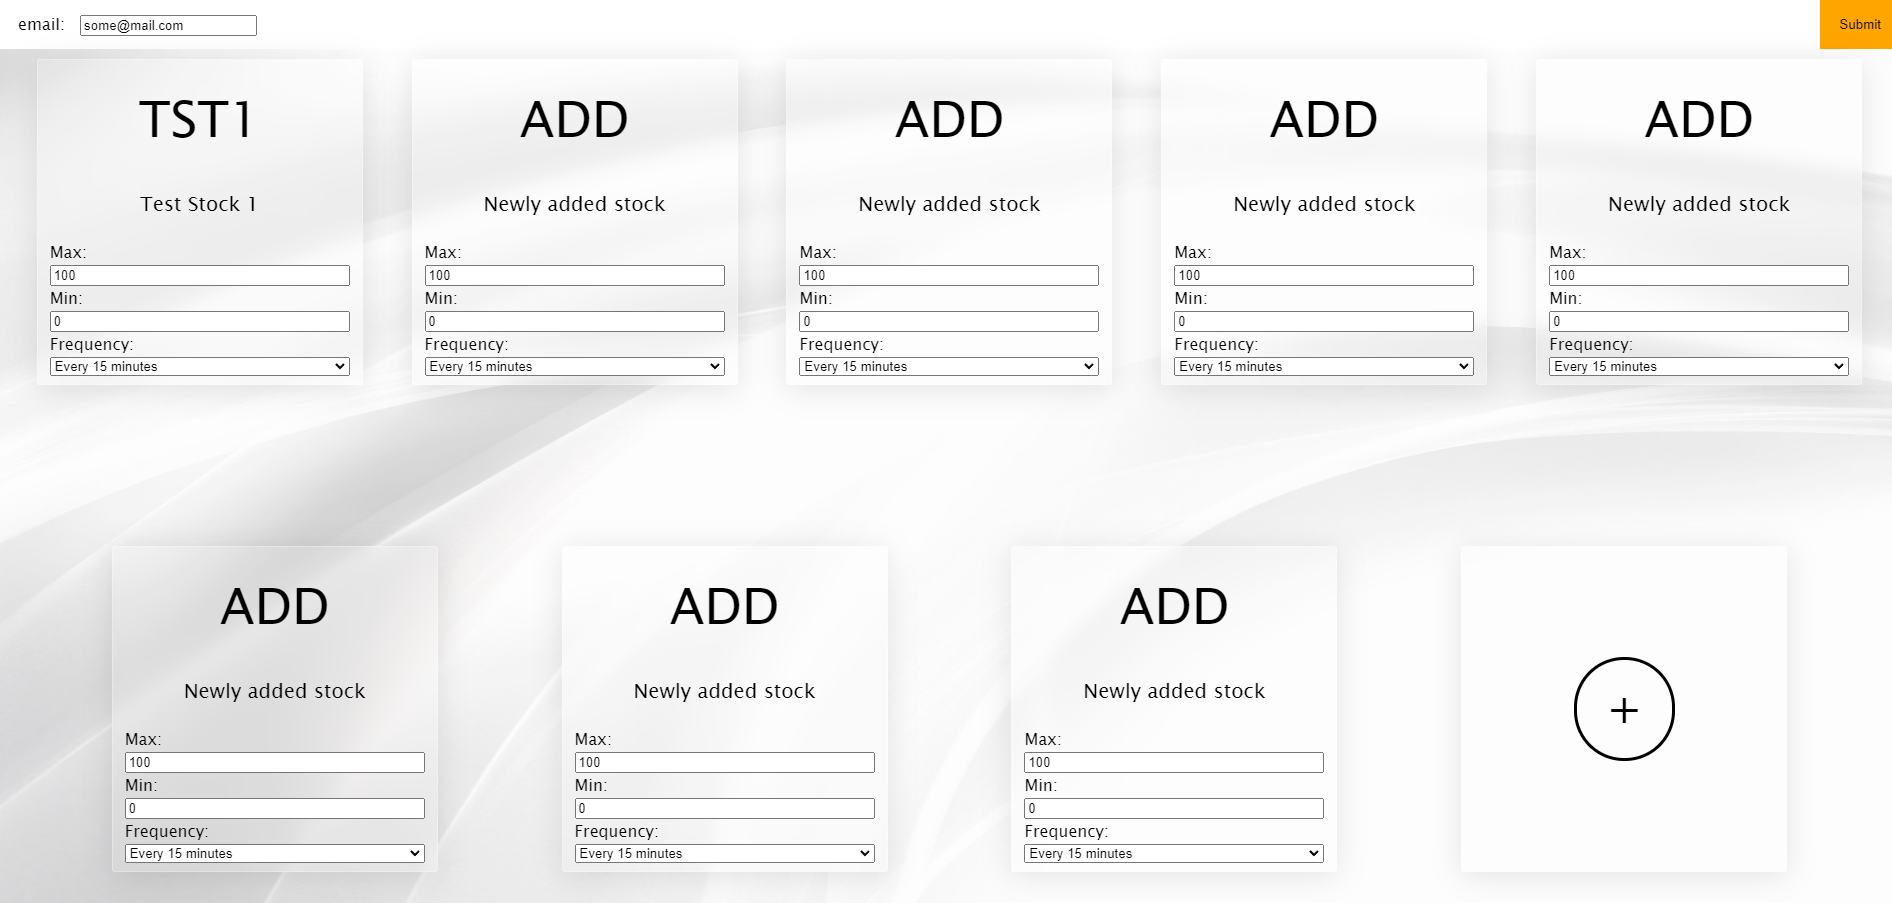 email: some@mail.com Submit
TST1 ADD ADD ADD ADD
Test Stock 1 Newly added stock Newly added stock Newly added stock Newly added stock
Max: Max: Max: Max: Max:
100 100 100 100 100
Min: Min: Min: Min: Min:
0 0 0 0 0
Frequency: Frequency: Frequency: Frequency: Frequency:
Every 15 minutes Every 15 minutes Every 15 minutes Every 15 minutes Every 15 minutes
ADD ADD ADD
Newly added stock Newly added stock Newly added stock
Max: Max: Max:
100 100 100
+
Min: Min: Min:
0 0 0
Frequency: Frequency: Frequency:
Every 15 minutes Every 15 minutes Every 15 minutes